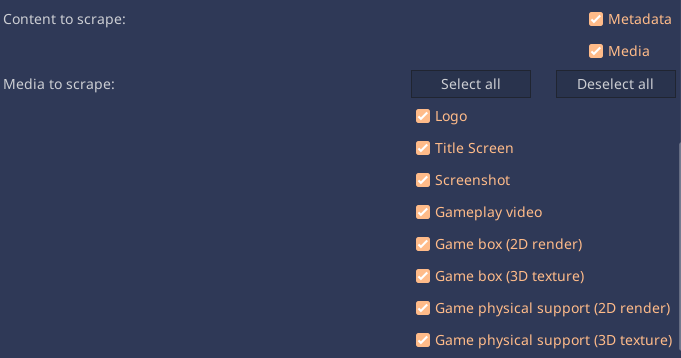 Content to scrape: Metadata
Media
Media to scrape: Select all Deselect all
Logo
Title Screen
Screenshot
Gameplay video
Game box (2D render)
Game box (3D texture)
Game physical support (2D render)
Game physical support (3D texture)